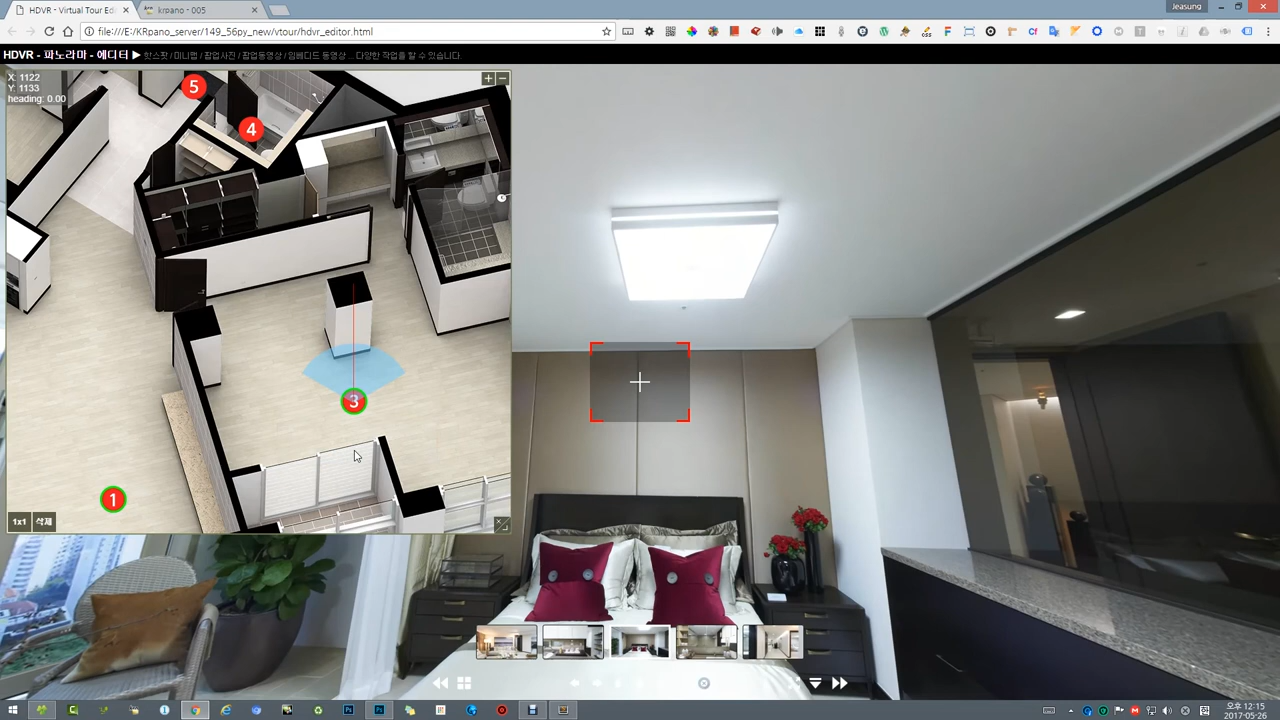 HDVR - Virtual Tour Edi
krpano - 005
Jeasung
file:///E:/KRpano_server/149_56py_new/vtour/hdvr_editor.html
HDVR - 파노라마 - 에디터 ▶ 핫스팟 / 미니맵 / 팝업사진 / 팝업동영상 / 임베디드 동영상 ... 다양한 작업을 할 수 있습니다.
X: 1122
Y: 1133
heading: 0.00
5
4
3
1
1x1 삭제
오후 12:15
2017-05-26